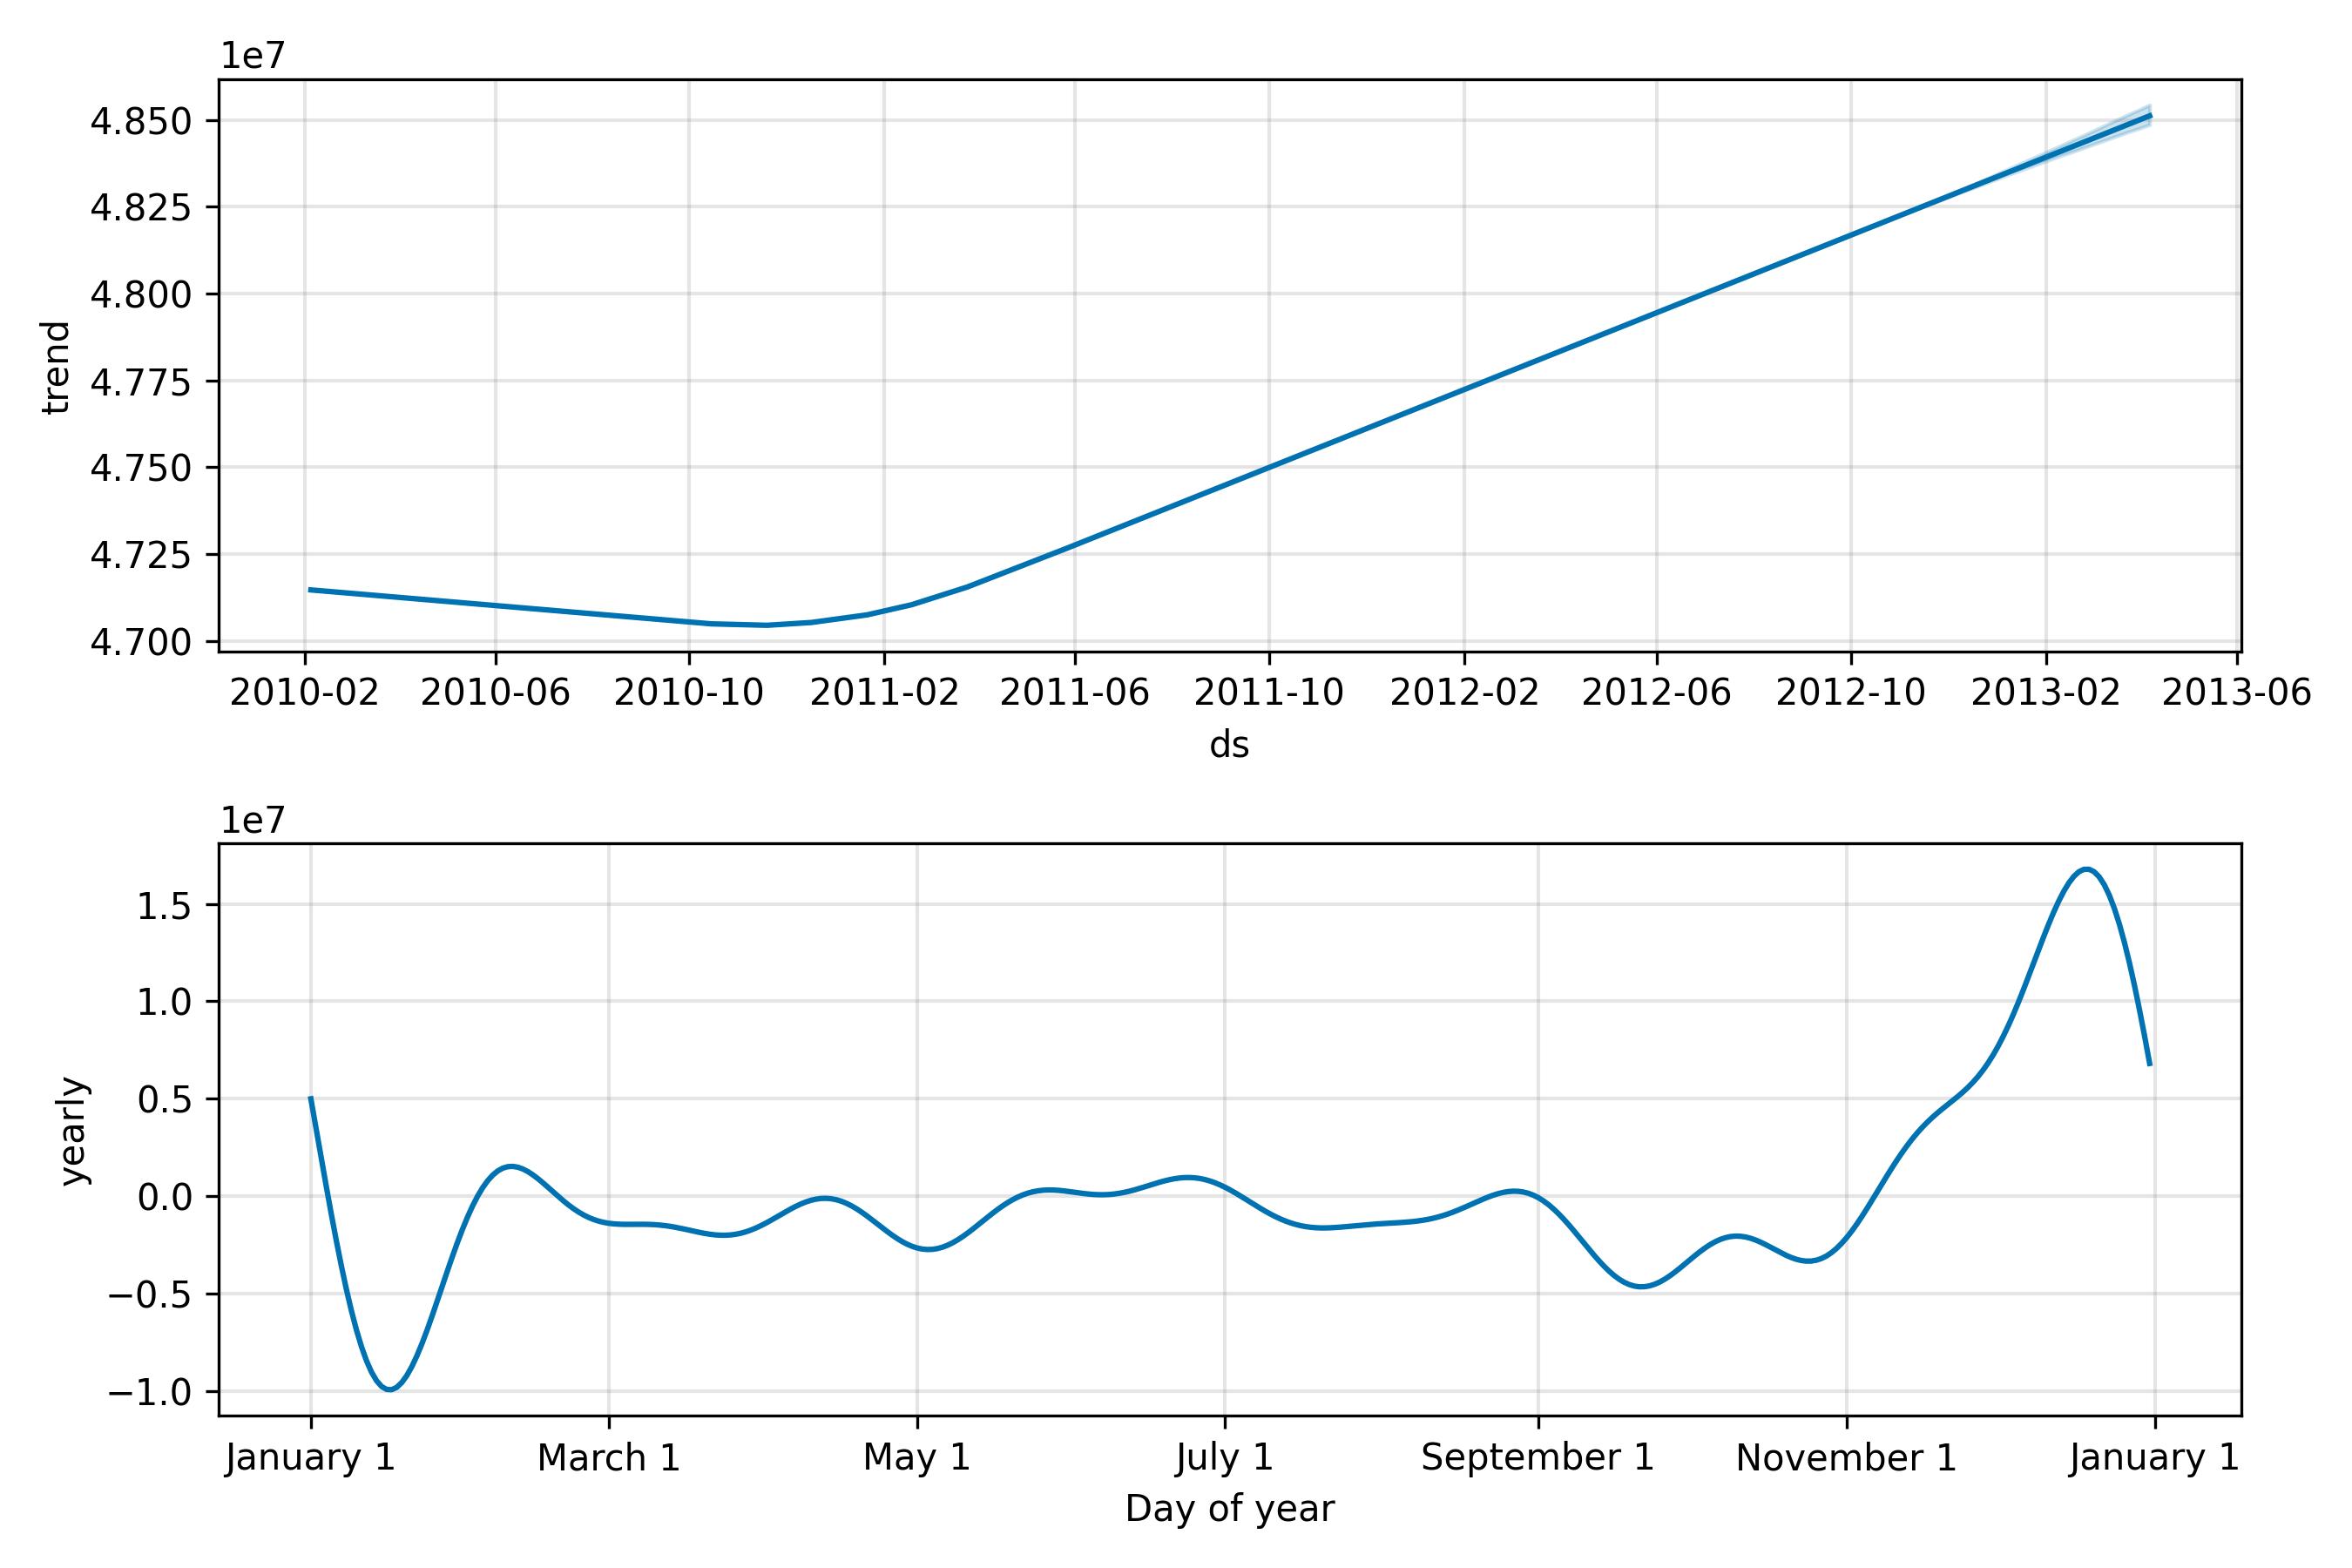 1e7
4.850
4.825
4.800
4.775
4.750
4.725
4.700
trend
2010-02 2010-06 2010-10 2011-02 2011-06 2011-10 2012-02 2012-06 2012-10 2013-02 2013-06
ds
1e7
1.5
1.0
0.5
0.0
−0.5
−1.0
yearly
January 1 March 1 May 1 July 1 September 1 November 1 January 1
Day of year